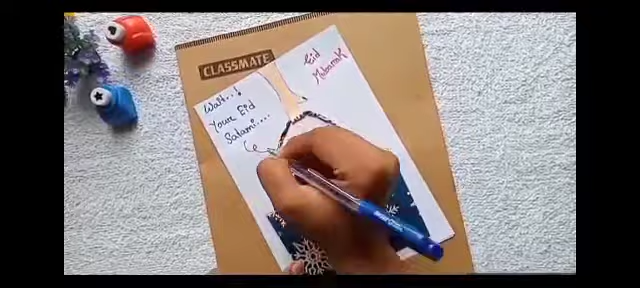 CLASSMATE
Eid
Mubarak
Wait...!
Your Eid
Salami....